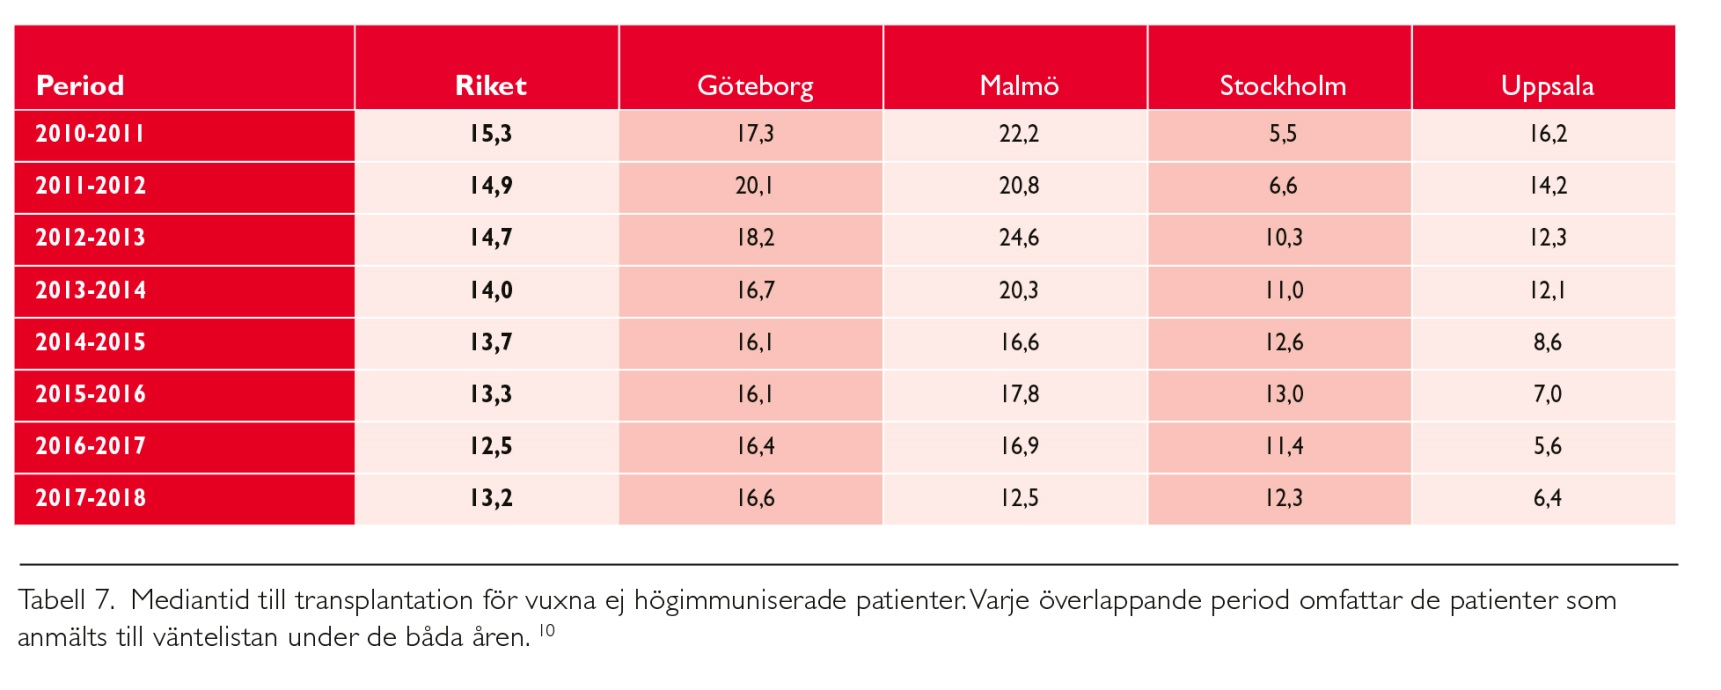 Period Riket Göteborg Malmö Stockholm Uppsala
2010-2011 15,3 17,3 22,2 5,5 16,2
2011-2012 14,9 20,1 20,8 6,6 14,2
2012-2013 14,7 18,2 24,6 10,3 12,3
2013-2014 14,0 16,7 20,3 11,0 12,1
2014-2015 13,7 16,1 16,6 12,6 8,6
2015-2016 13,3 16,1 17,8 13,0 7,0
2016-2017 12,5 16,4 16,9 11,4 5,6
2017-2018 13,2 16,6 12,5 12,3 6,4
Tabell 7. Mediantid till transplantation för vuxna ej högimmuniserade patienter. Varje överlappande period omfattar de patienter som
anmälts till väntelistan under de båda åren. 10